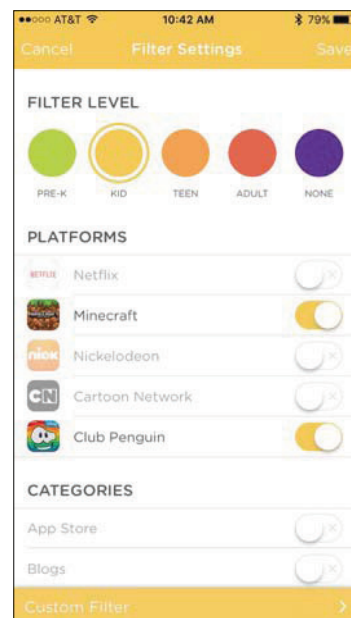 ●●○○○ AT&T 10:42 AM 79%
Cancel Filter Settings Save
FILTER LEVEL
PRE-K KID TEEN ADULT NONE
PLATFORMS
NETFLIX Netflix
Minecraft
nick Nickelodeon
CN Cartoon Network
Club Penguin
CATEGORIES
App Store
Blogs
Custom Filter